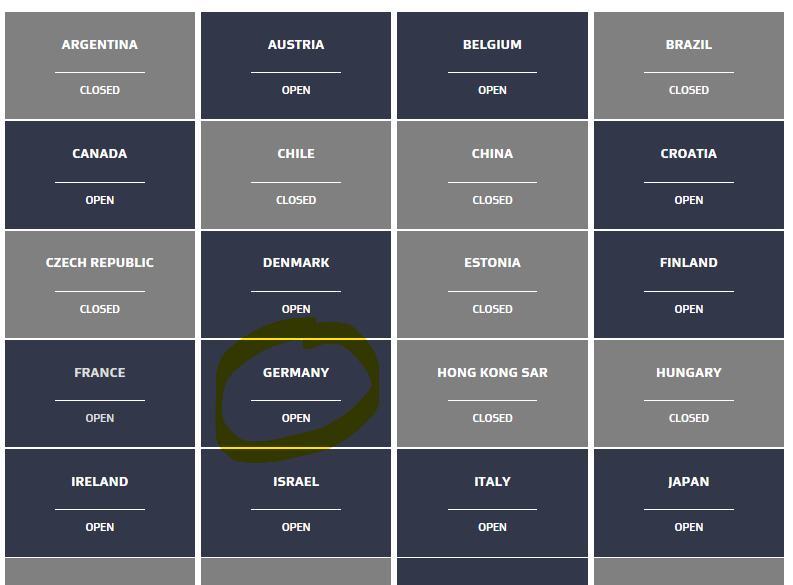 ARGENTINA
CLOSED
AUSTRIA
OPEN
BELGIUM
OPEN
BRAZIL
CLOSED
CANADA
OPEN
CHILE
CLOSED
CHINA
CLOSED
CROATIA
OPEN
CZECH REPUBLIC
CLOSED
DENMARK
OPEN
ESTONIA
CLOSED
FINLAND
OPEN
FRANCE
OPEN
GERMANY
OPEN
HONG KONG SAR
CLOSED
HUNGARY
CLOSED
IRELAND
OPEN
ISRAEL
OPEN
ITALY
OPEN
JAPAN
OPEN